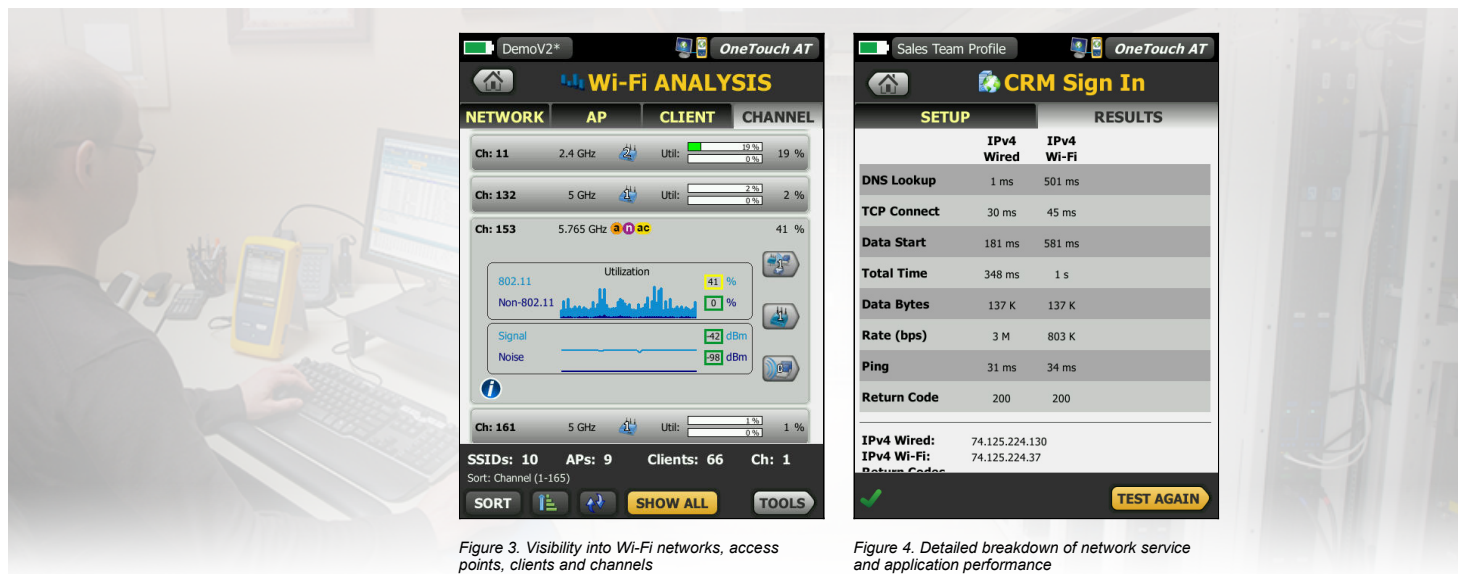 DemoV2*
OneTouch AT
Wi-Fi ANALYSIS
NETWORK AP CLIENT CHANNEL
Ch: 11 2.4 GHz 2 Util: 19 % 0 % 19 %
Ch: 132 5 GHz 1 Util: 2 % 0 % 2 %
Ch: 153 5.765 GHz a n ac 41 %
Utilization
802.11 41 %
Non-802.11 0 %
Signal -42 dBm
Noise -98 dBm
1
1
0
i
Ch: 161 5 GHz 1 Util: 1 % 0 % 1 %
SSIDs: 10 APs: 9 Clients: 66 Ch: 1
Sort: Channel (1-165)
SORT SHOW ALL TOOLS
Figure 3. Visibility into Wi-Fi networks, access
points, clients and channels
Sales Team Profile
OneTouch AT
CRM Sign In
SETUP RESULTS
IPv4 IPv4
Wired Wi-Fi
DNS Lookup 1 ms 501 ms
TCP Connect 30 ms 45 ms
Data Start 181 ms 581 ms
Total Time 348 ms 1 s
Data Bytes 137 K 137 K
Rate (bps) 3 M 803 K
Ping 31 ms 34 ms
Return Code 200 200
IPv4 Wired: 74.125.224.130
IPv4 Wi-Fi: 74.125.224.37
Return Codes
TEST AGAIN
Figure 4. Detailed breakdown of network service
and application performance